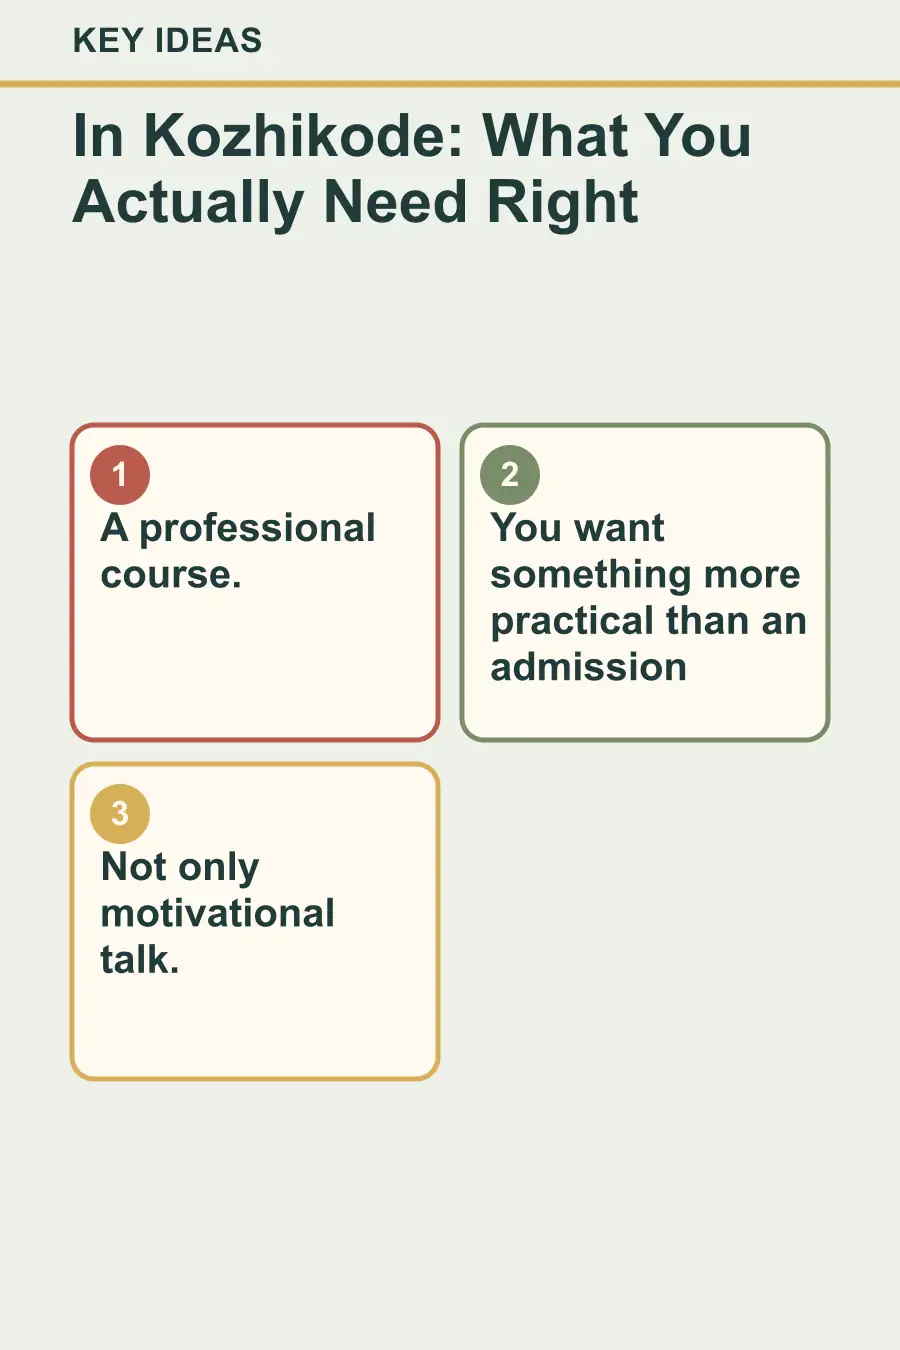 KEY IDEAS
In Kozhikode: What You
Actually Need Right
1
A professional
course.
2
You want
something more
practical than an
admission
3
Not only
motivational
talk.